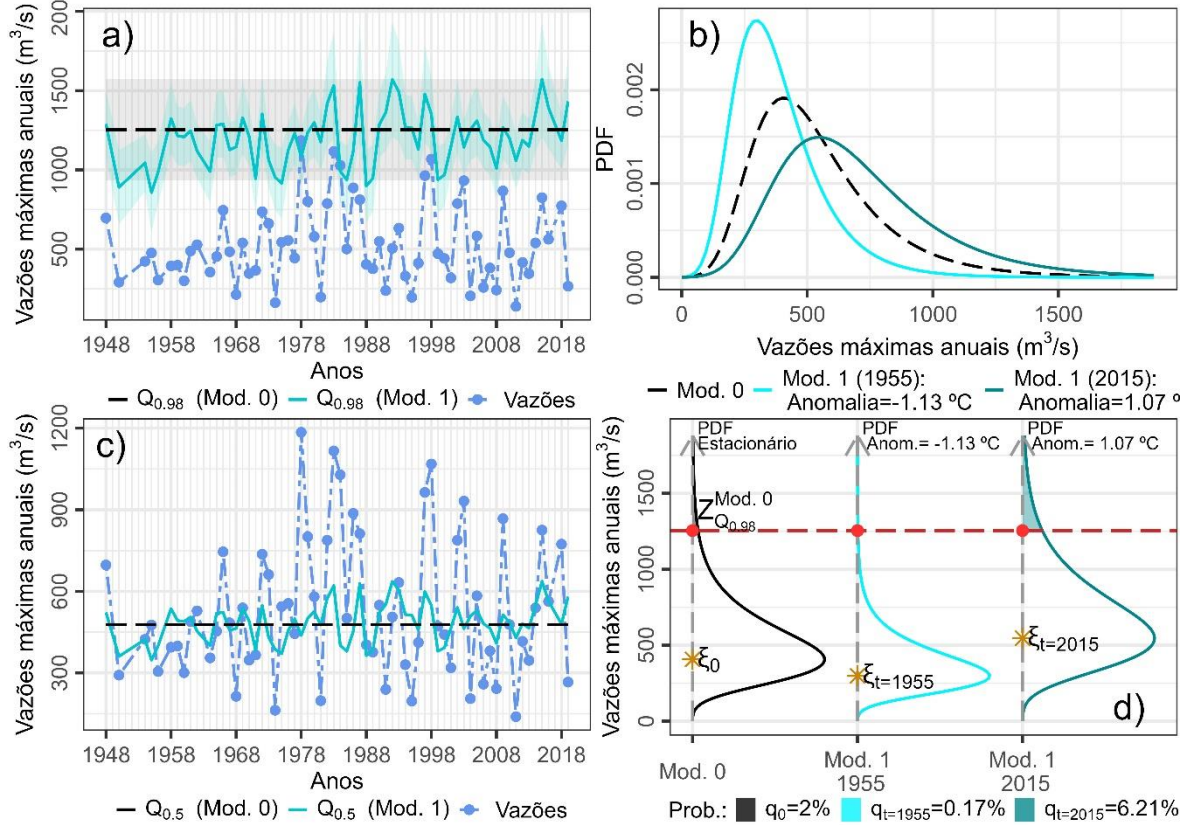 a)
Vazões máximas anuais (m³/s)
2000
1500
1000
500
1948 1958 1968 1978 1988 1998 2008 2018
Anos
Q0.98 (Mod. 0) Q0.98 (Mod. 1) Vazões
b)
PDF
0.002
0.001
0.000
0 500 1000 1500
Vazões máximas anuais (m³/s)
Mod. 0 Mod. 1 (1955): Mod. 1 (2015):
Anomalia=-1.13 ºC Anomalia=1.07 º
c)
Vazões máximas anuais (m³/s)
1200
900
600
300
1948 1958 1968 1978 1988 1998 2008 2018
Anos
Q0.5 (Mod. 0) Q0.5 (Mod. 1) Vazões
Vazões máximas anuais (m³/s)
1500
1000
500
0
PDF PDF PDF
Estacionário Anom.= -1.13 ºC Anom.= 1.07 ºC
Z Mod. 0 Q0.98
ξ0 ξt=1955 ξt=2015
d)
Mod. 0 Mod. 1 Mod. 1
1955 2015
Prob.: q0=2% qt=1955=0.17% qt=2015=6.21%